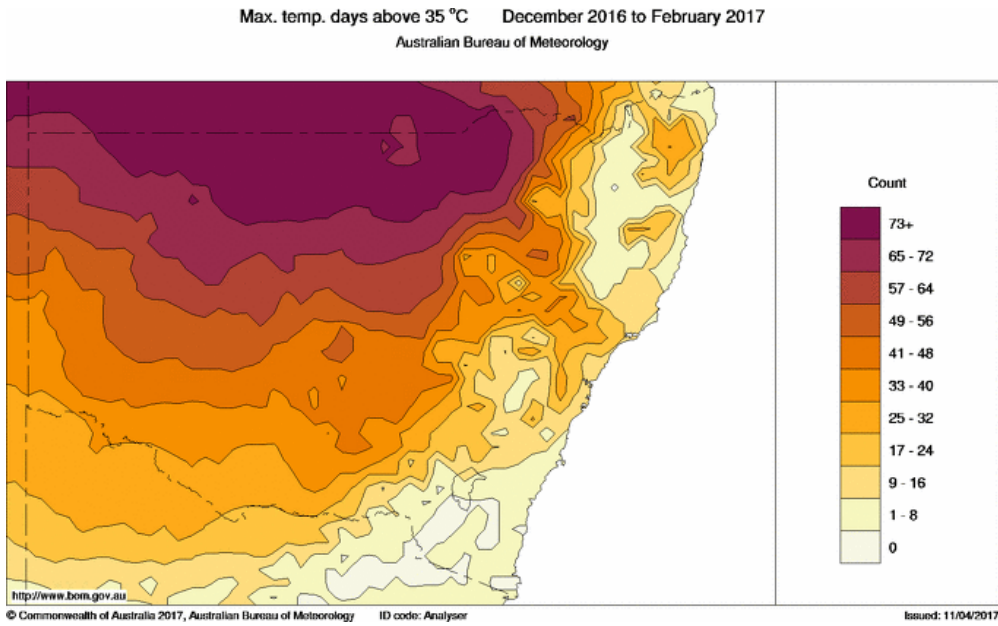 Max. temp. days above 35 °C December 2016 to February 2017
Australian Bureau of Meteorology
Count
73+
65 - 72
57 - 64
49 - 56
41 - 48
33 - 40
25 - 32
17 - 24
9 - 16
1 - 8
0
http://www.bom.gov.au
© Commonwealth of Australia 2017, Australian Bureau of Meteorology ID code: Analyser Issued: 11/04/2017